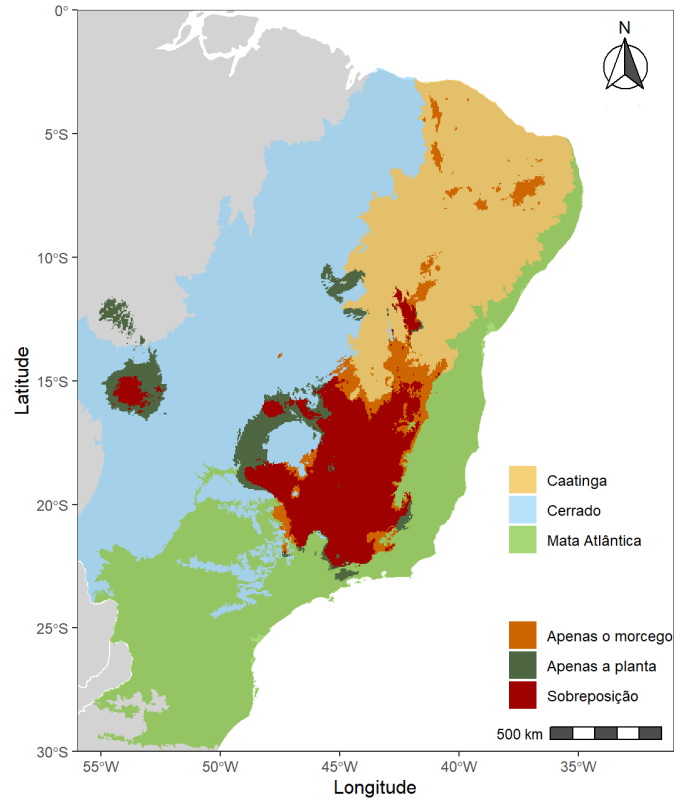 N
0°
5°S
10°S
15°S
20°S
25°S
30°S
Latitude
Caatinga
Cerrado
Mata Atlântica
Apenas o morcego
Apenas a planta
Sobreposição
500 km
55°W
50°W
45°W
40°W
35°W
Longitude